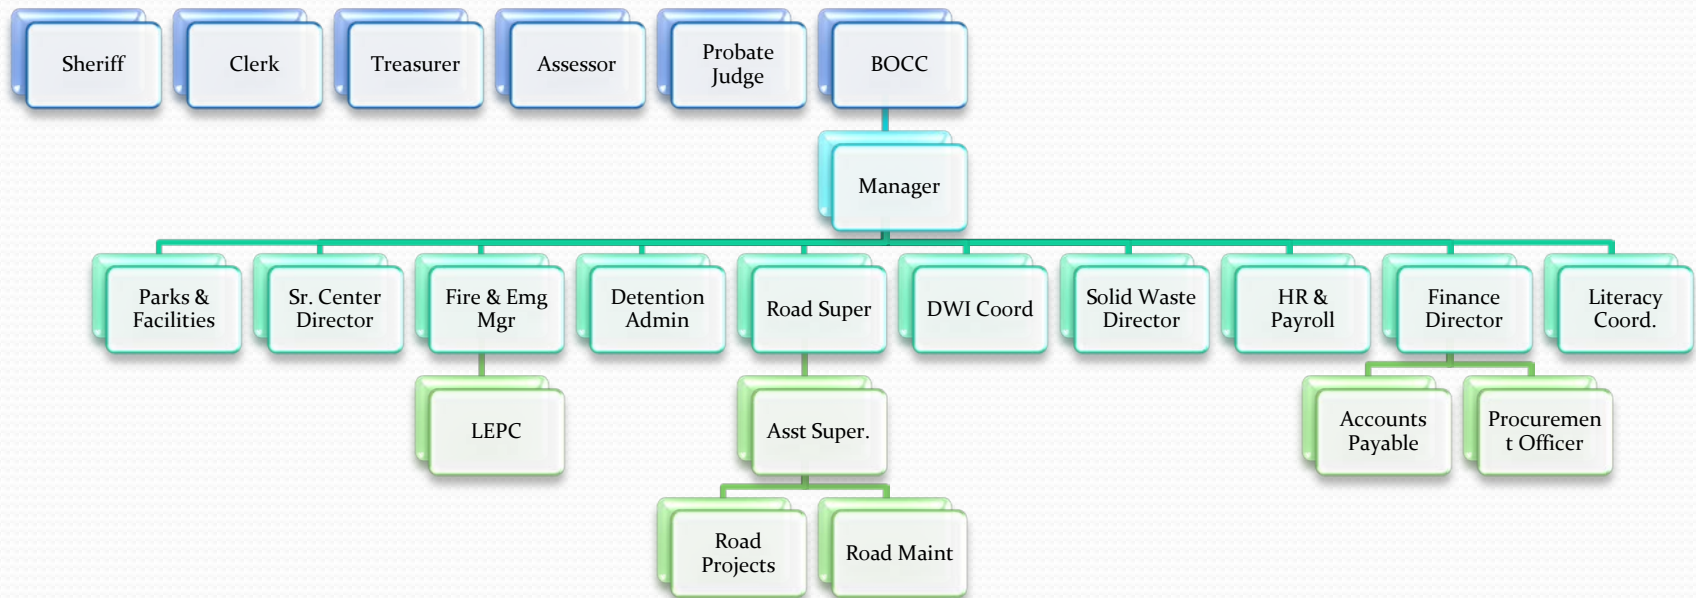 Sheriff
Clerk
Treasurer
Assessor
Probate
Judge
BOCC
Manager
Parks &
Facilities
Sr. Center
Director
Fire & Emg
Mgr
Detention
Admin
Road Super
DWI Coord
Solid Waste
Director
HR &
Payroll
Finance
Director
Literacy
Coord.
LEPC
Asst Super.
Accounts
Payable
Procuremen
t Officer
Road
Projects
Road Maint